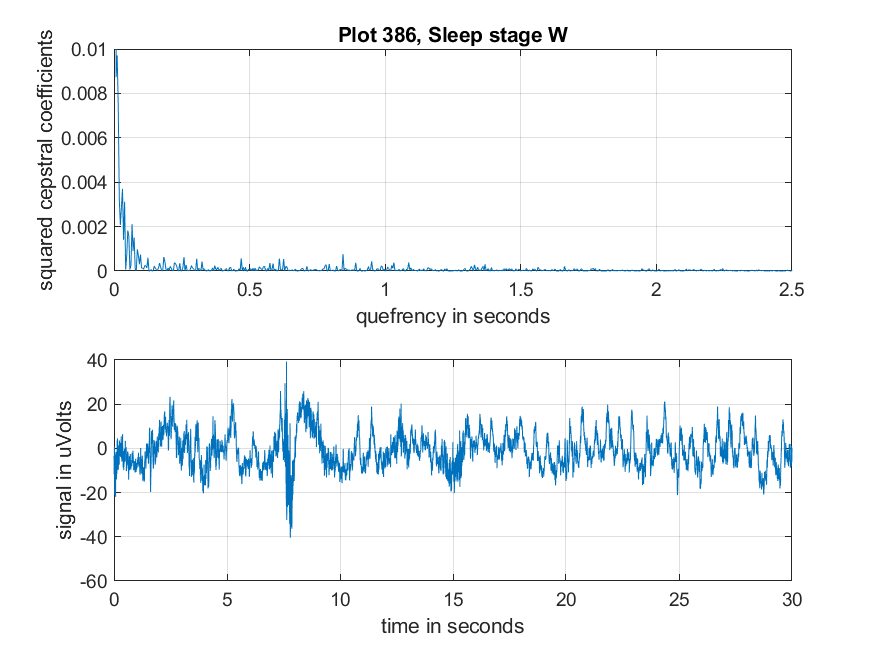 Plot 386, Sleep stage W
squared cepstral coefficients
0.01
0.008
0.006
0.004
0.002
0
0 0.5 1 1.5 2 2.5
quefrency in seconds
signal in uVolts
40
20
0
-20
-40
-60
0 5 10 15 20 25 30
time in seconds